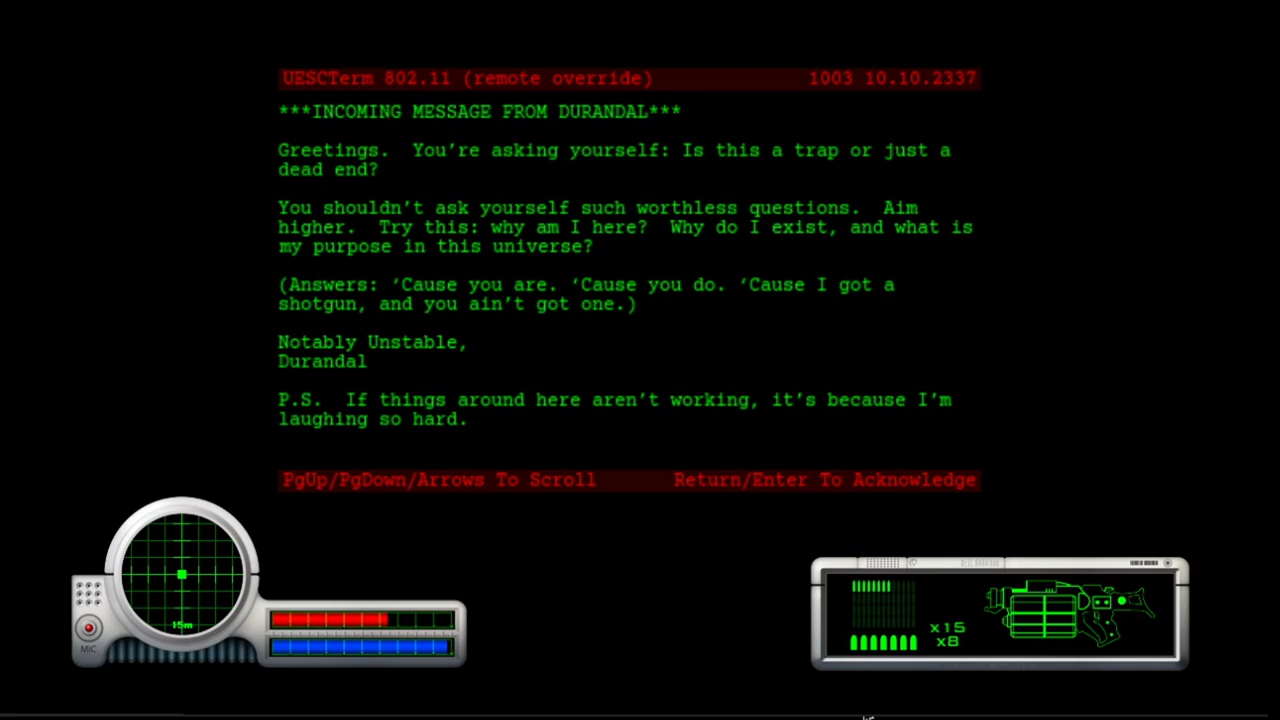 UESCTerm 802.11 (remote override) 1003 10.10.2337
***INCOMING MESSAGE FROM DURANDAL***
Greetings.  You're asking yourself: Is this a trap or just a
dead end?
You shouldn't ask yourself such worthless questions.  Aim
higher.  Try this: why am I here?  Why do I exist, and what is
my purpose in this universe?
(Answers: ‘Cause you are. ‘Cause you do. ‘Cause I got a
shotgun, and you ain't got one.)
Notably Unstable,
Durandal
P.S.  If things around here aren't working, it's because I'm
laughing so hard.
PgUp/PgDown/Arrows To Scroll Return/Enter To Acknowledge
15m
MIC
x15
x8